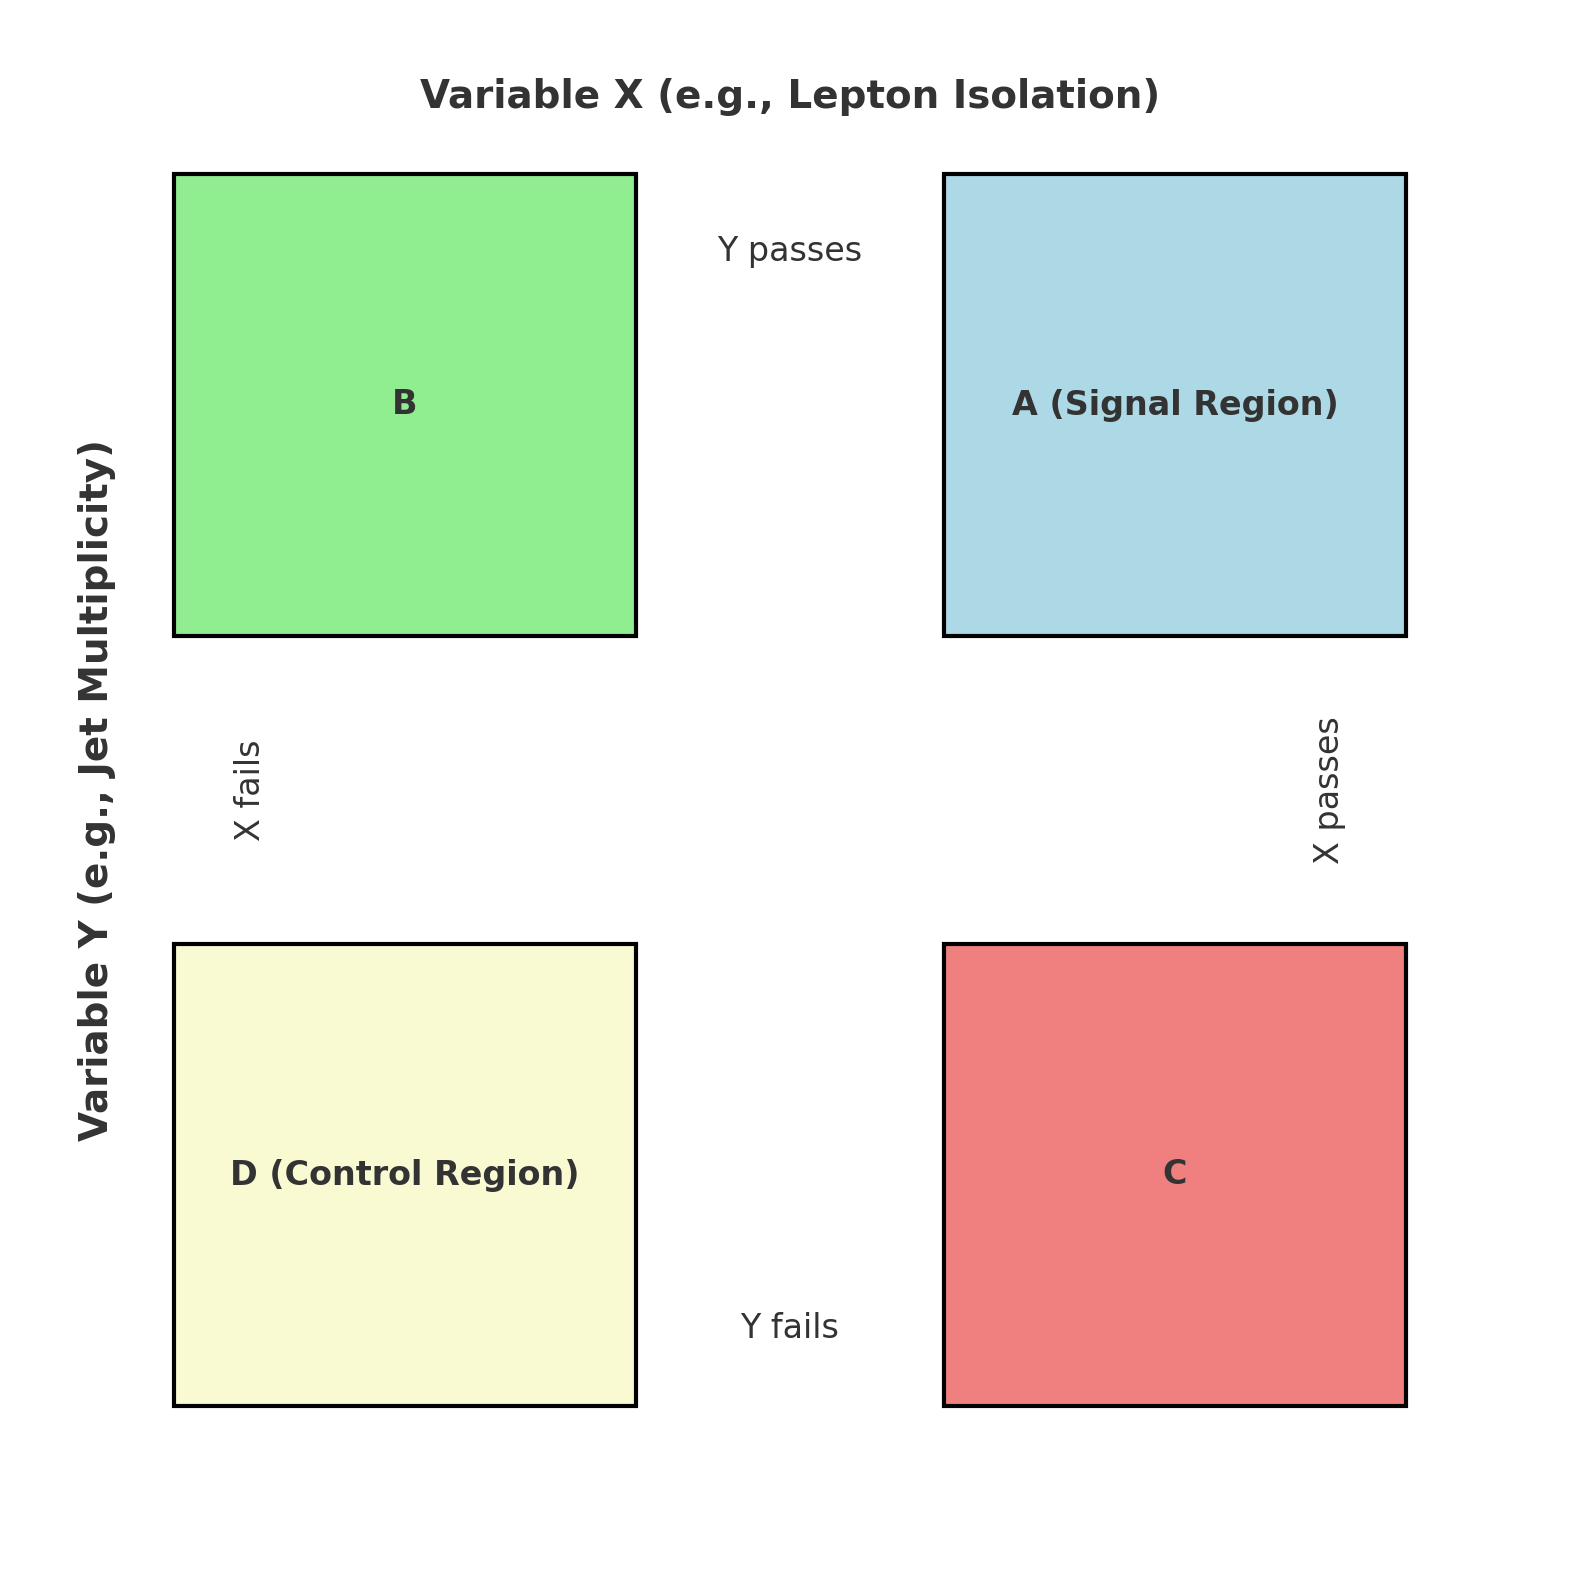 Variable X (e.g., Lepton Isolation)
Y passes
B
A (Signal Region)
Variable Y (e.g., Jet Multiplicity)
X fails
X passes
D (Control Region)
C
Y fails